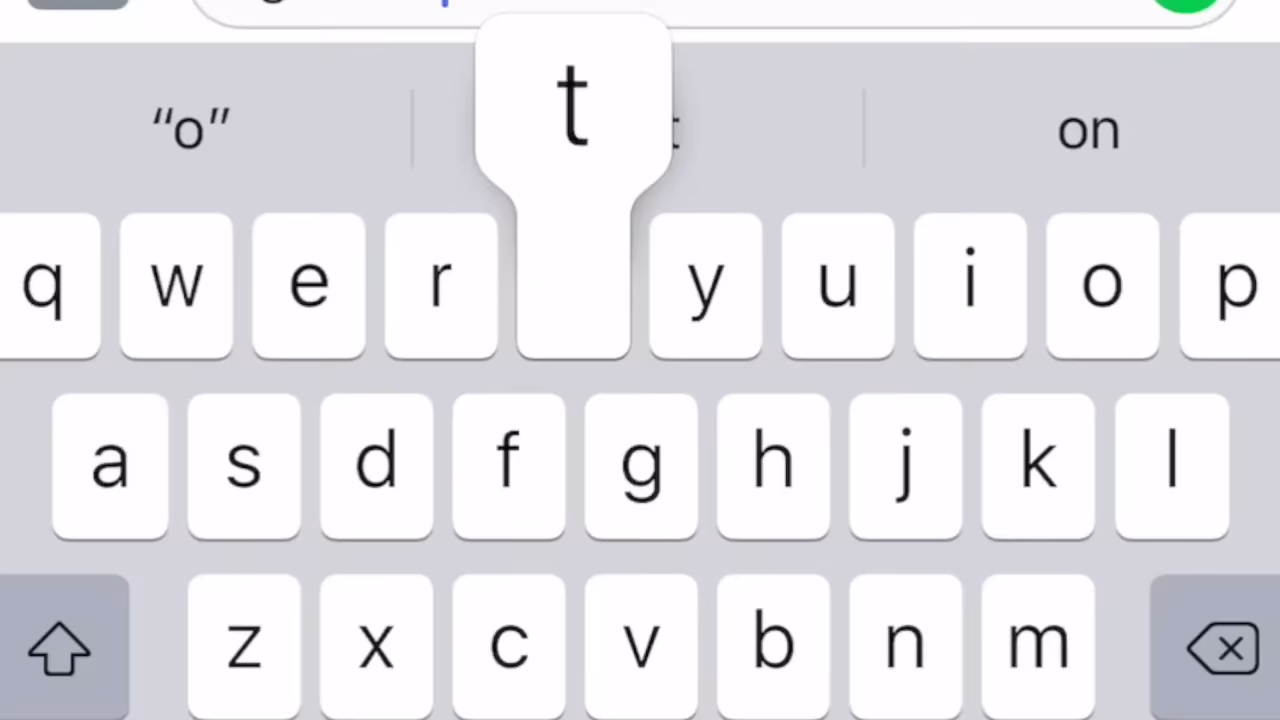 t
“o”
on
q w e r y u i o p
a s d f g h j k l
z x c v b n m